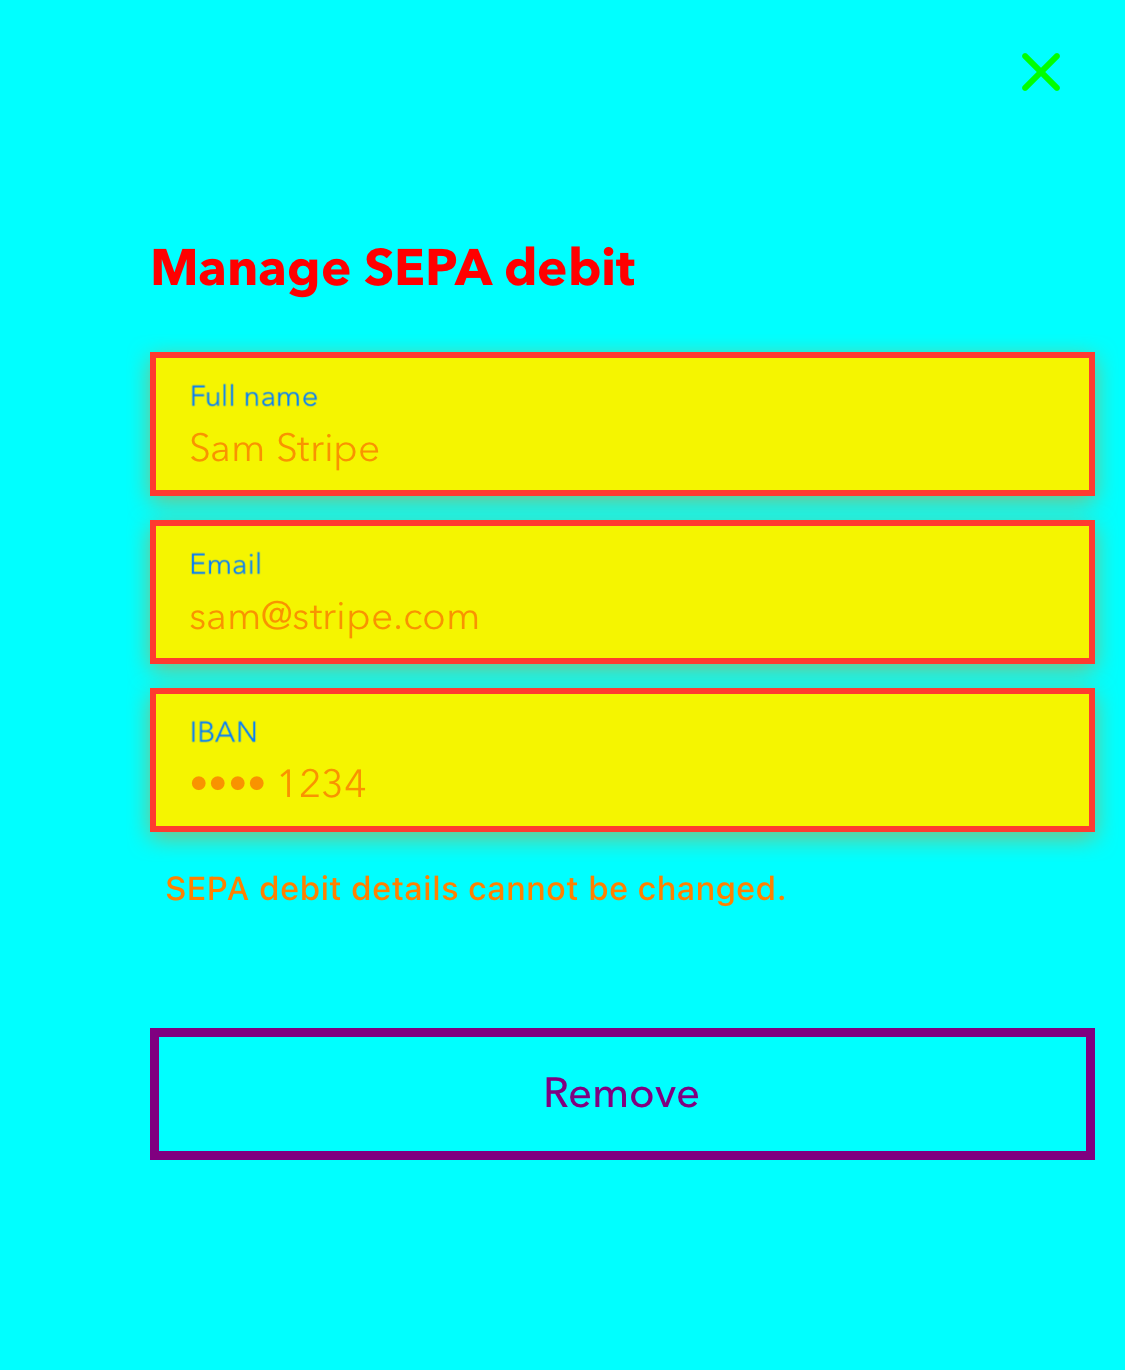 Manage SEPA debit
Full name
Sam Stripe
Email
sam@stripe.com
IBAN
•••• 1234
SEPA debit details cannot be changed.
Remove